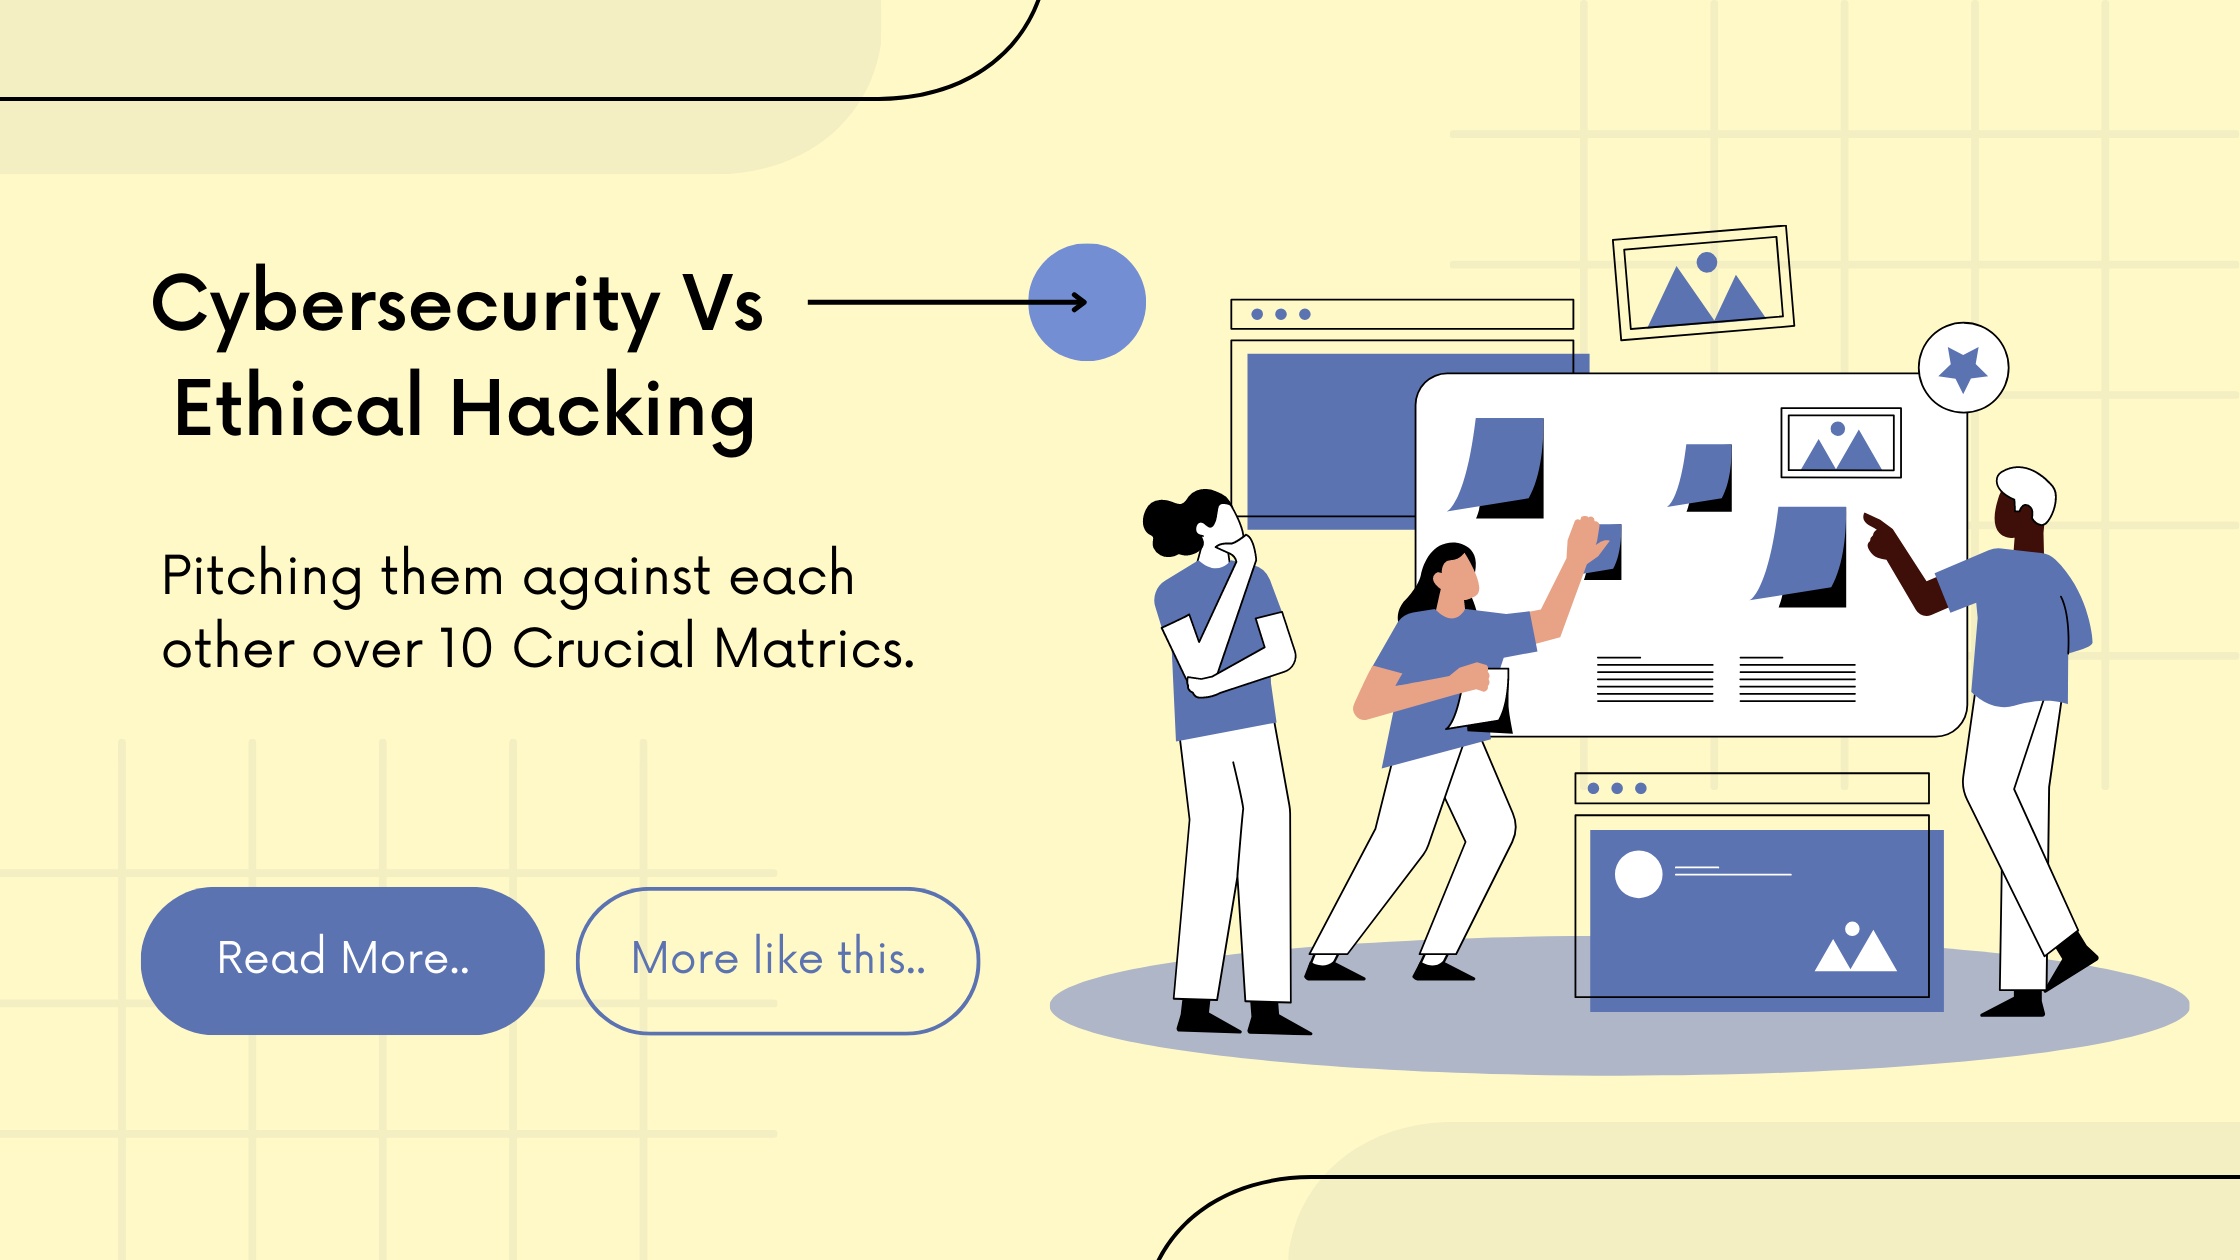 Cybersecurity Vs
Ethical Hacking
Pitching them against each
other over 10 Crucial Matrics.
Read More..
More like this..